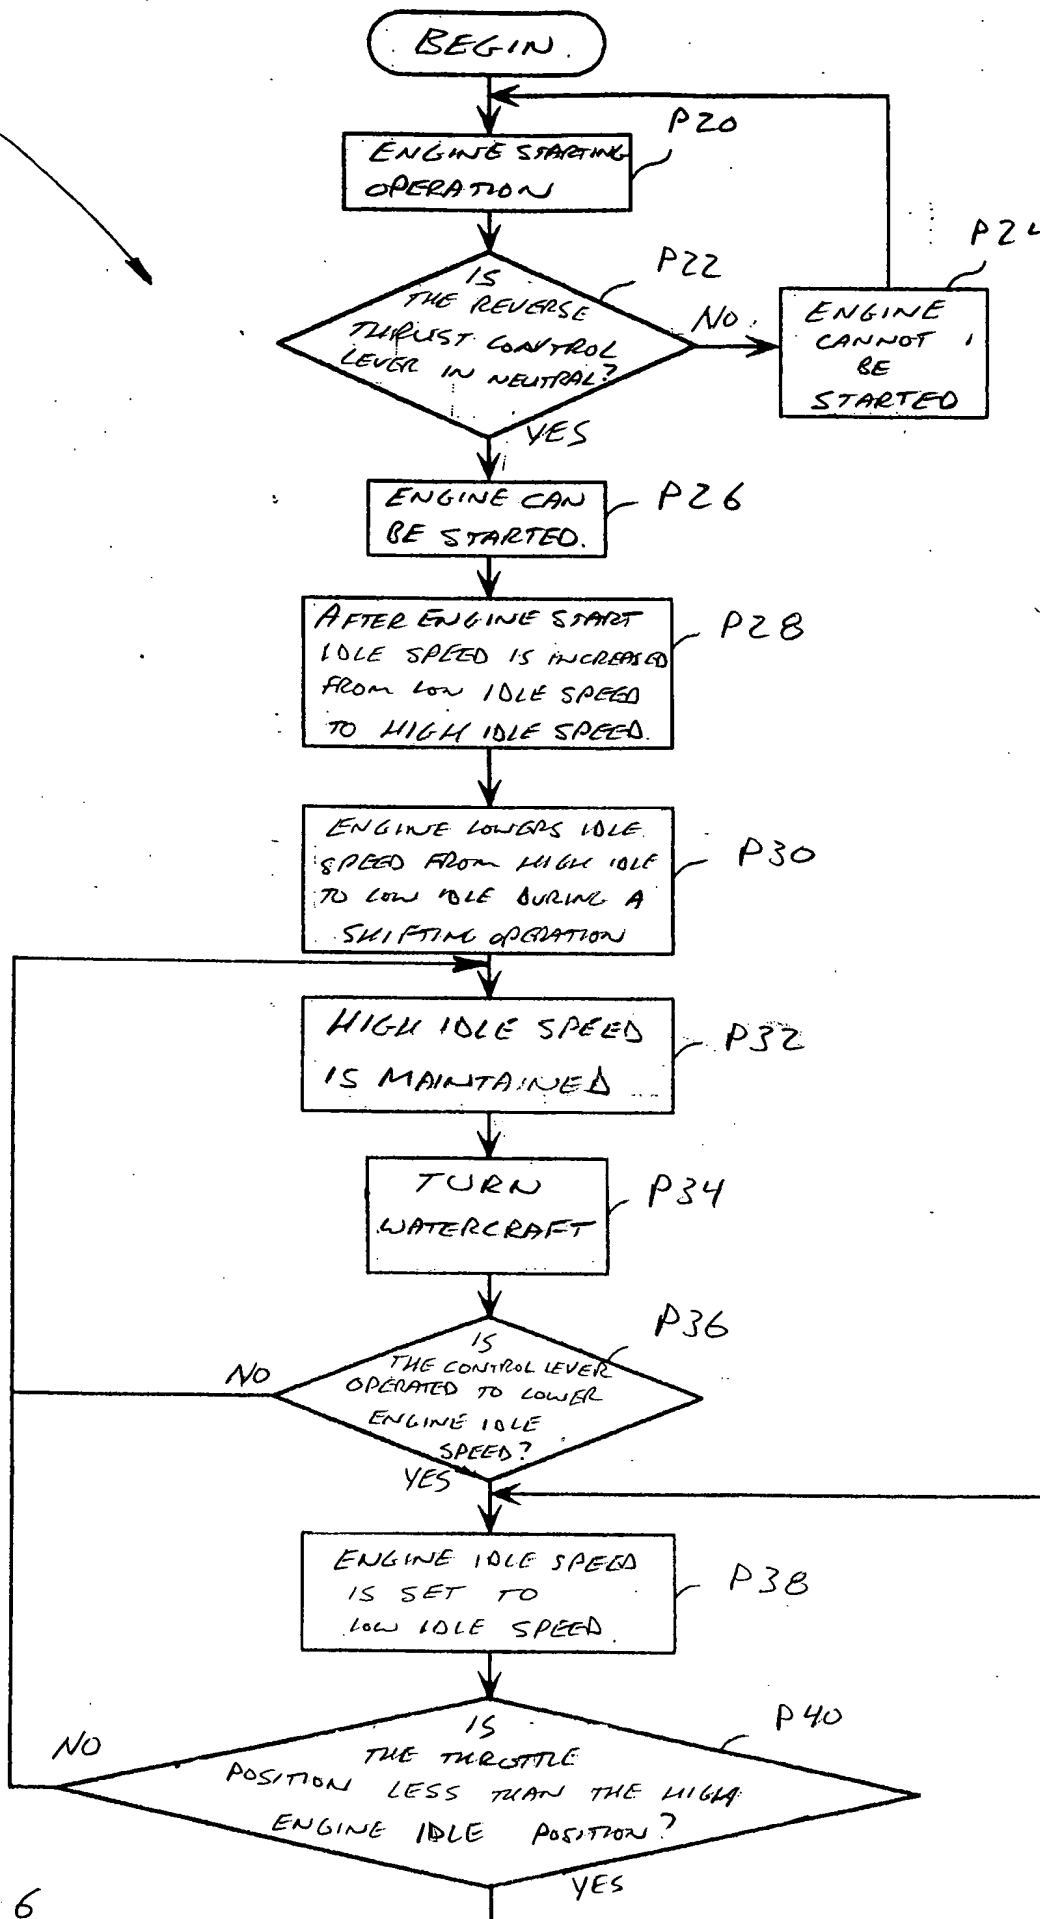 BEGIN.
P20
ENGINE STARTING
OPERATION
P22
IS
THE REVERSE
THRUST CONTROL
LEVER IN NEUTRAL?
NO
P24
ENGINE
CANNOT
BE
STARTED
YES
ENGINE CAN
BE STARTED.
P26
AFTER ENGINE START
IDLE SPEED IS INCREASED
FROM LOW IDLE SPEED
TO HIGH IDLE SPEED.
P28
ENGINE LOWERS IDLE
SPEED FROM HIGH IDLE
TO LOW IDLE DURING A
SHIFTING OPERATION
P30
HIGH IDLE SPEED
IS MAINTAINED
P32
TURN
WATERCRAFT
P34
P36
IS
THE CONTROL LEVER
OPERATED TO LOWER
ENGINE IDLE
SPEED?
NO
YES
ENGINE IDLE SPEED
IS SET TO
LOW IDLE SPEED
P38
P40
IS
THE THROTTLE
POSITION LESS THAN THE HIGH
ENGINE IDLE POSITION?
NO
YES
6